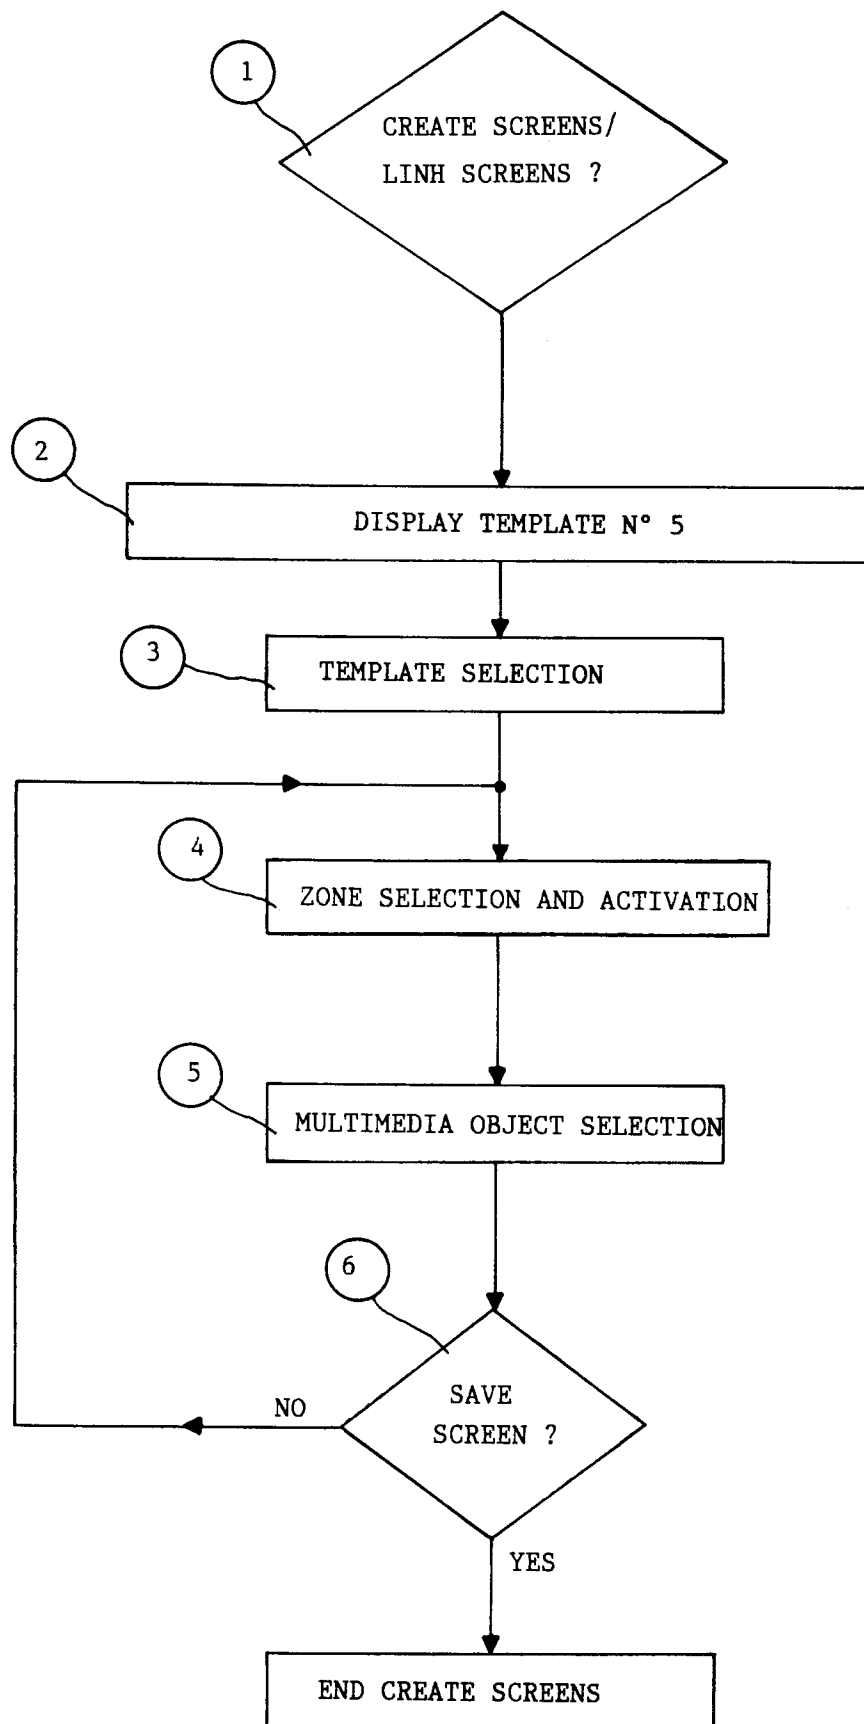 1
CREATE SCREENS/
LINH SCREENS ?
2
DISPLAY TEMPLATE N° 5
3
TEMPLATE SELECTION
4
ZONE SELECTION AND ACTIVATION
5
MULTIMEDIA OBJECT SELECTION
6
SAVE
SCREEN ?
NO
YES
END CREATE SCREENS